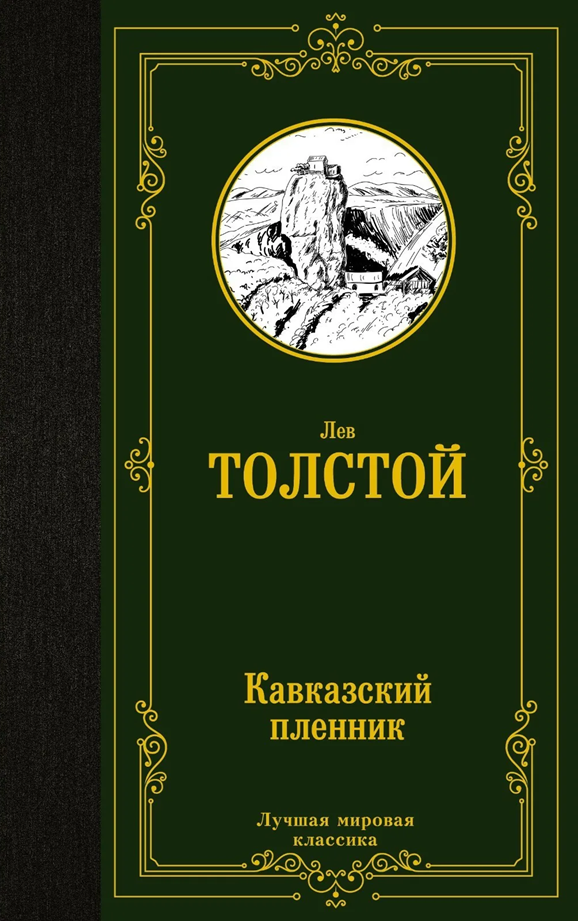 Лев
ТОЛСТОЙ
Кавказский
пленник
Лучшая мировая
классика